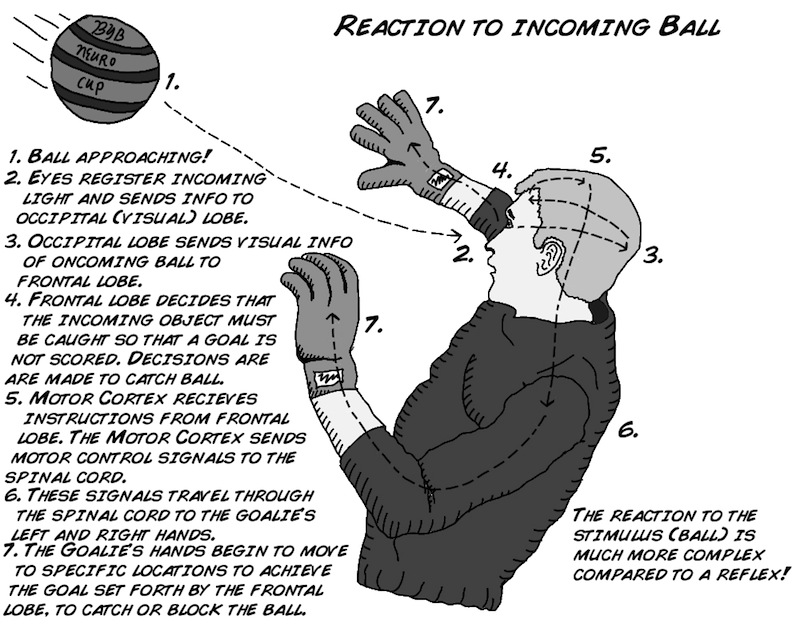 REACTION TO INCOMING BALL
BYB
NEURO
CUP
1.
7.
4.
5.
2.
3.
7.
6.
1. BALL APPROACHING!
2. EYES REGISTER INCOMING
LIGHT AND SENDS INFO TO
OCCIPITAL (VISUAL) LOBE.
3. OCCIPITAL LOBE SENDS VISUAL INFO
OF ONCOMING BALL TO
FRONTAL LOBE.
4. FRONTAL LOBE DECIDES THAT
THE INCOMING OBJECT MUST
BE CAUGHT SO THAT A GOAL IS
NOT SCORED. DECISIONS ARE
ARE MADE TO CATCH BALL.
5. MOTOR CORTEX RECIEVES
INSTRUCTIONS FROM FRONTAL
LOBE. THE MOTOR CORTEX SENDS
MOTOR CONTROL SIGNALS TO THE
SPINAL CORD.
6. THESE SIGNALS TRAVEL THROUGH
THE SPINAL CORD TO THE GOALIE'S
LEFT AND RIGHT HANDS.
7. THE GOALIE'S HANDS BEGIN TO MOVE
TO SPECIFIC LOCATIONS TO ACHIEVE
THE GOAL SET FORTH BY THE FRONTAL
LOBE, TO CATCH OR BLOCK THE BALL.
THE REACTION TO THE
STIMULUS (BALL) IS
MUCH MORE COMPLEX
COMPARED TO A REFLEX!